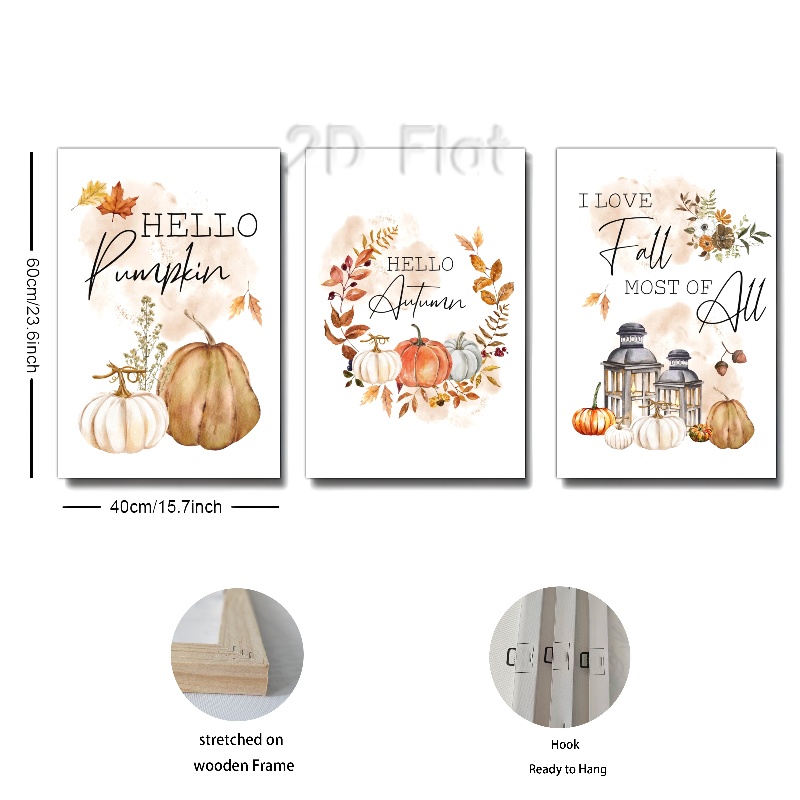 2D Flat
HELLO
Pumpkin
HELLO
Autumn
I LOVE
Fall
MOST OF
All
60cm/23.6inch
40cm/15.7inch
stretched on
wooden Frame
Hook
Ready to Hang